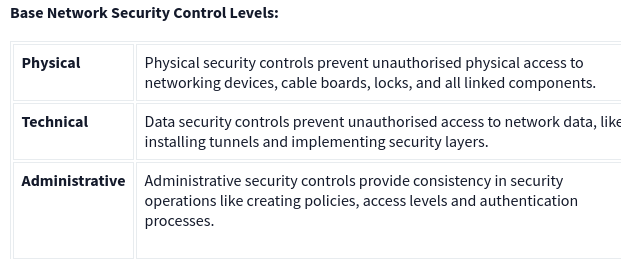 Base Network Security Control Levels:
Physical
Physical security controls prevent unauthorised physical access to
networking devices, cable boards, locks, and all linked components.
Technical
Data security controls prevent unauthorised access to network data, like
installing tunnels and implementing security layers.
Administrative
Administrative security controls provide consistency in security
operations like creating policies, access levels and authentication
processes.